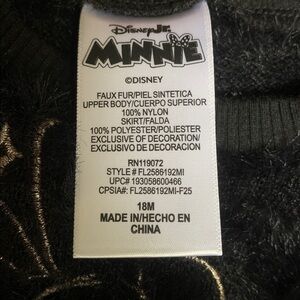 Disney JR.
MINNIE
©DISNEY
FAUX FUR/PIEL SINTETICA
UPPER BODY/CUERPO SUPERIOR
100% NYLON
SKIRT/FALDA
100% POLYESTER/POLIESTER
EXCLUSIVE OF DECORATION/
EXCLUSIVO DE DECORACION
RN119072
STYLE # FL2586192MI
UPC# 193058600466
CPSIA#: FL2586192MI-F25
18M
MADE IN/HECHO EN
CHINA